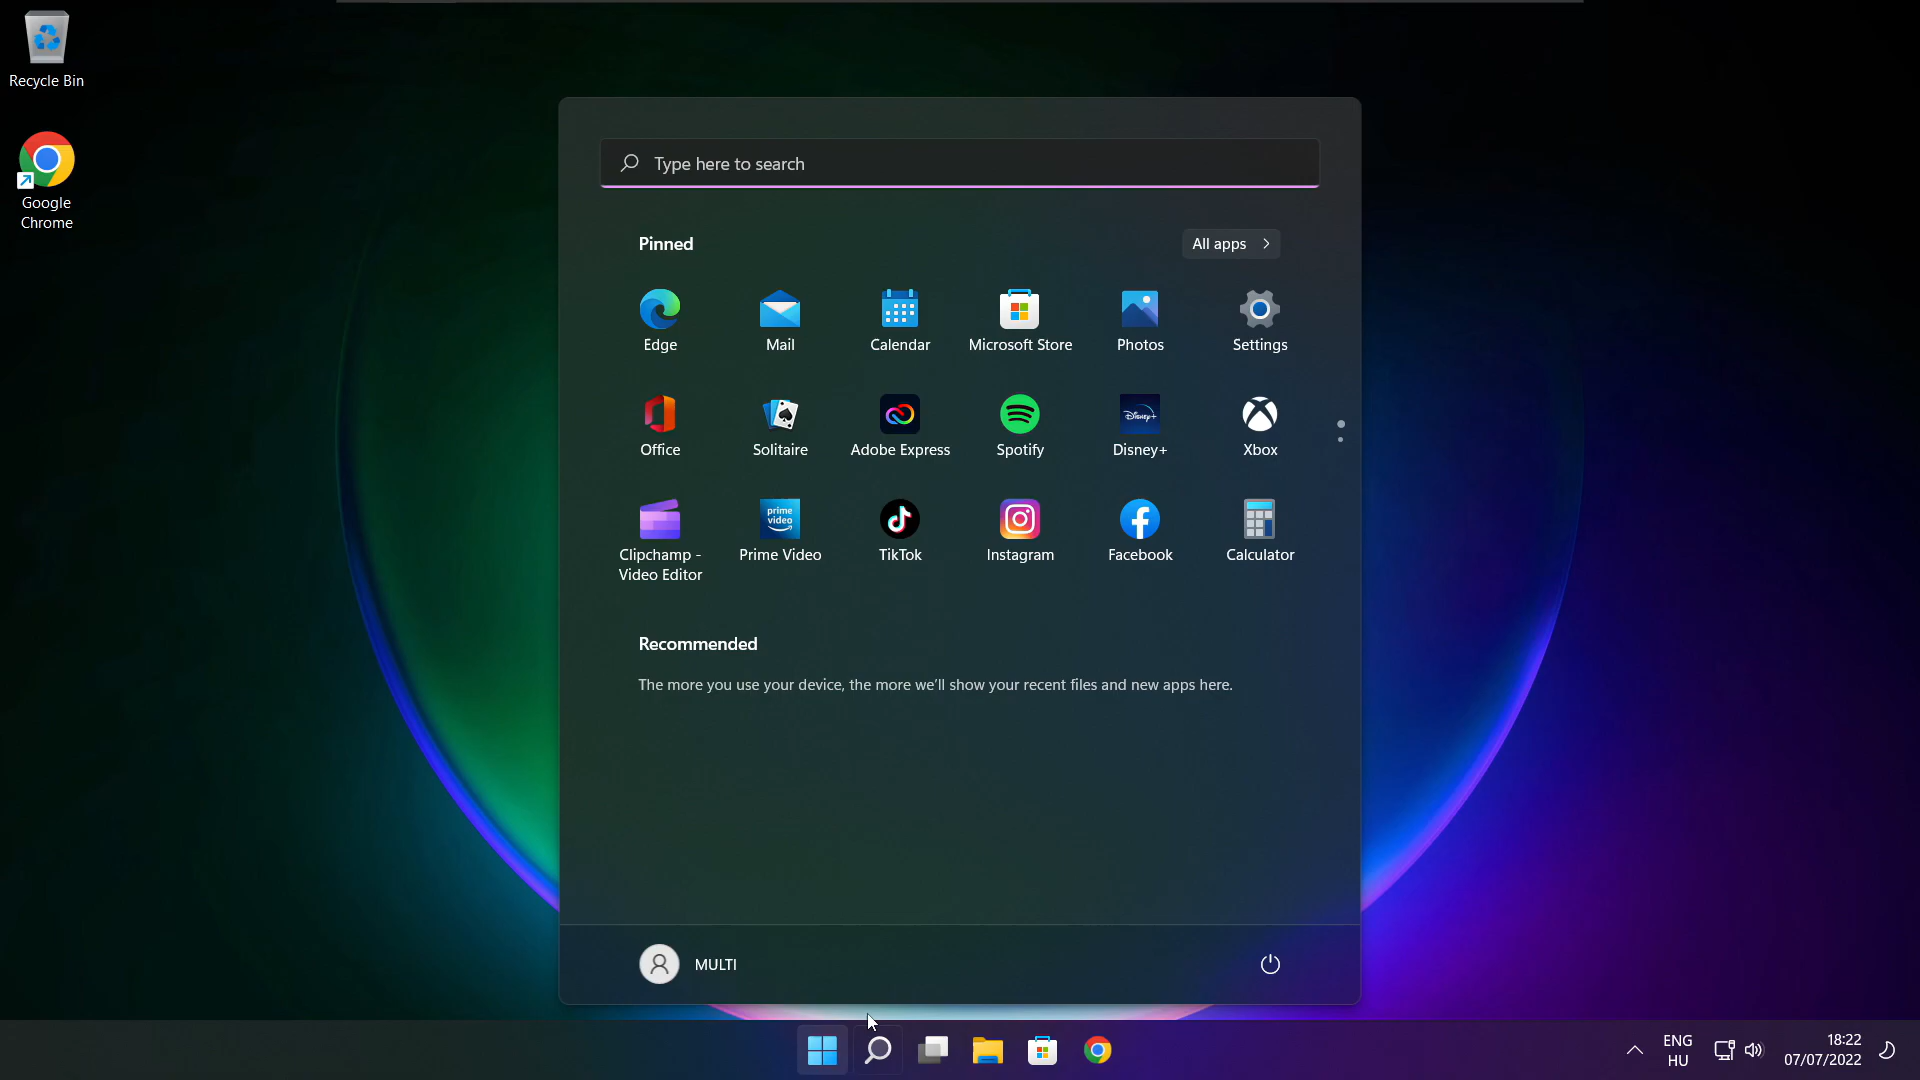 Recycle Bin
Google
Chrome
Type here to search
Pinned
All apps
Edge
Mail
Calendar
Microsoft Store
Photos
Settings
Disney+
Office
Solitaire
Adobe Express
Spotify
Disney+
Xbox
prime
video
Clipchamp -
Video Editor
Prime Video
TikTok
Instagram
Facebook
Calculator
Recommended
The more you use your device, the more we'll show your recent files and new apps here.
MULTI
ENG
HU
18:22
07/07/2022